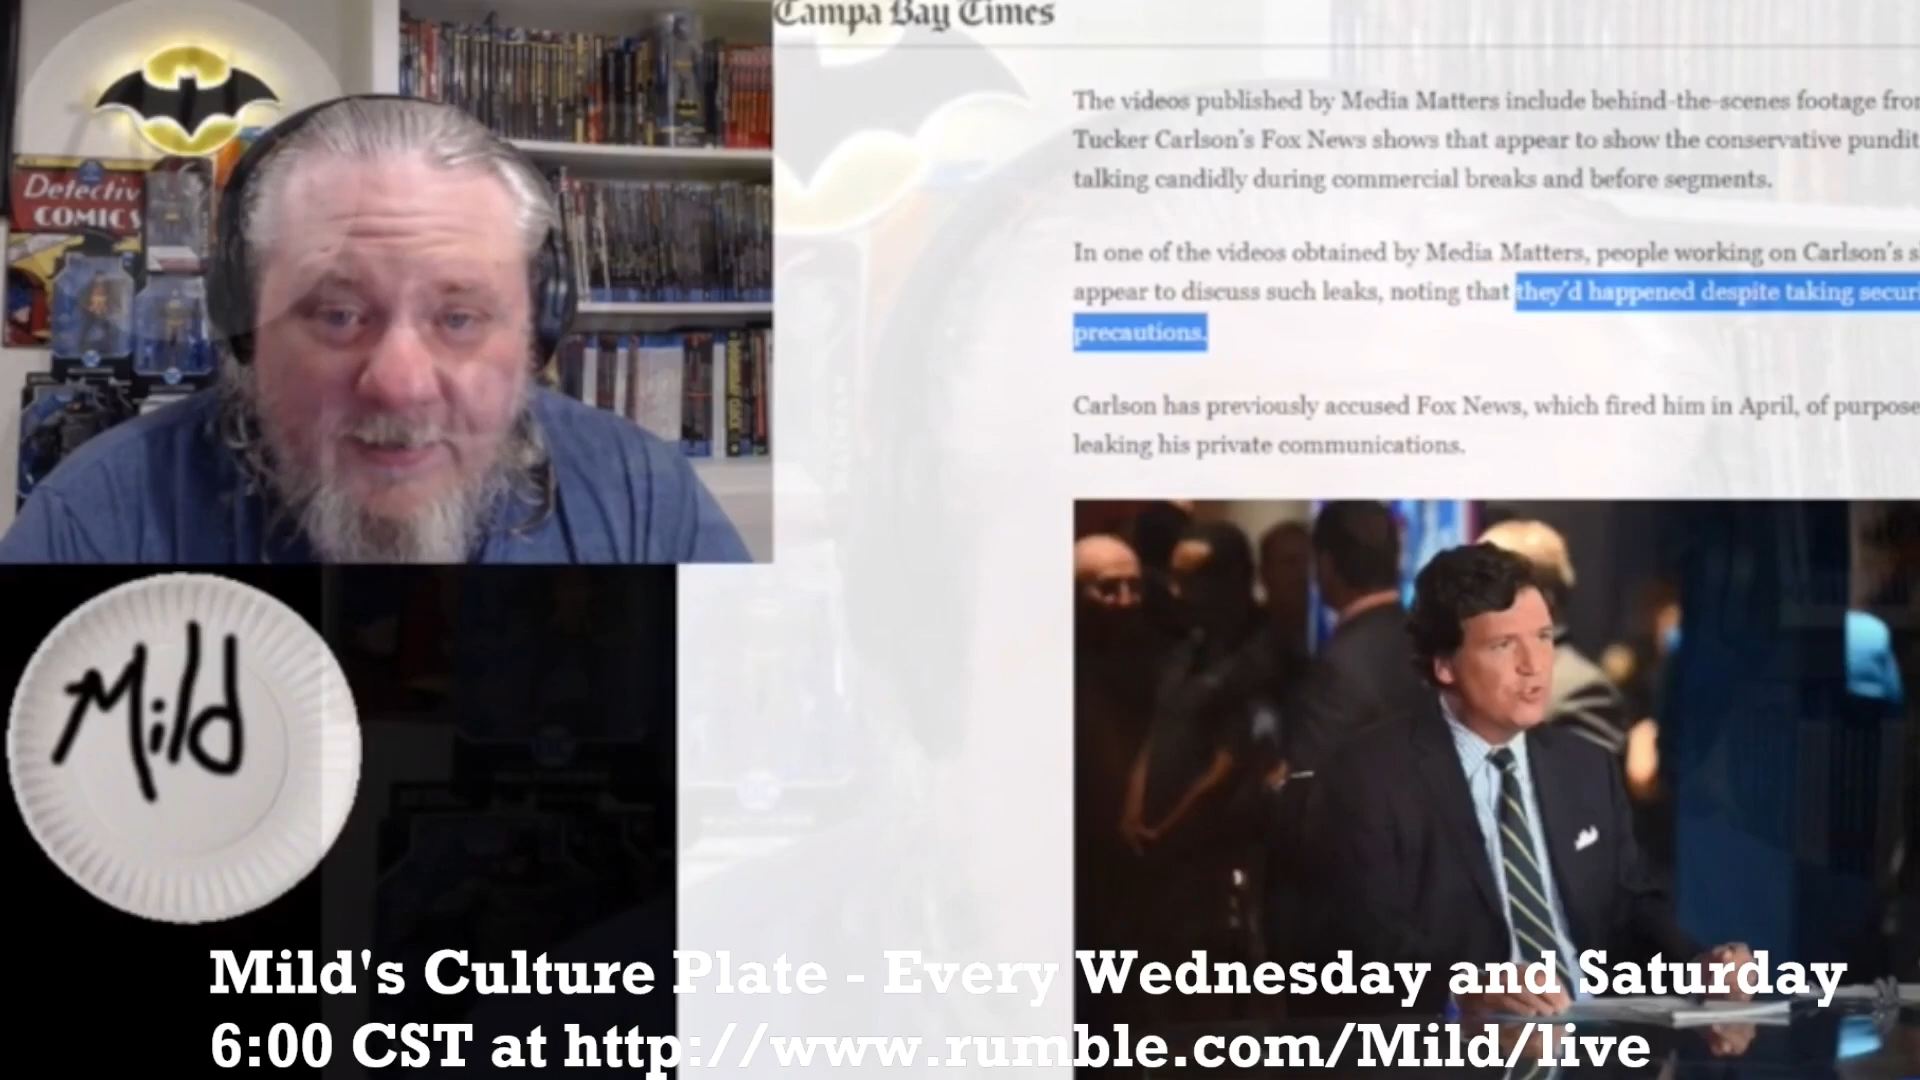 Tampa Bay Times
The videos published by Media Matters include behind-the-scenes footage from
Tucker Carlson's Fox News shows that appear to show the conservative pundit
talking candidly during commercial breaks and before segments.
In one of the videos obtained by Media Matters, people working on Carlson's s
appear to discuss such leaks, noting that they'd happened despite taking securi
precautions.
Carlson has previously accused Fox News, which fired him in April, of purpose
leaking his private communications.
Detectiv
COMICS
Mild
Mild's Culture Plate - Every Wednesday and Saturday
6:00 CST at http://www.rumble.com/Mild/live